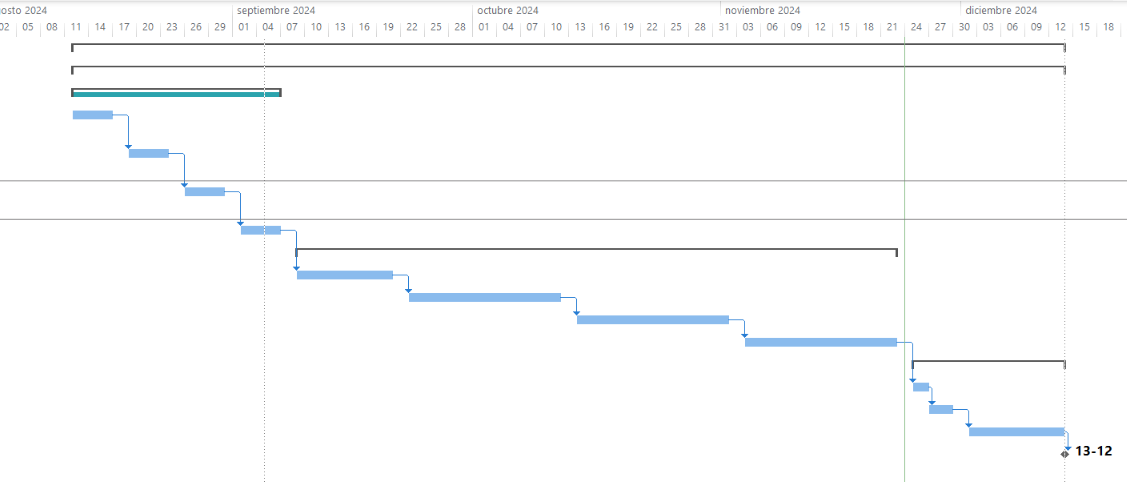 osto 2024 septiembre 2024 octubre 2024 noviembre 2024 diciembre 2024
02 05 08 11 14 17 20 23 26 29 01 04 07 10 13 16 19 22 25 28 01 04 07 10 13 16 19 22 25 28 31 03 06 09 12 15 18 21 24 27 30 03 06 09 12 15 18
13-12